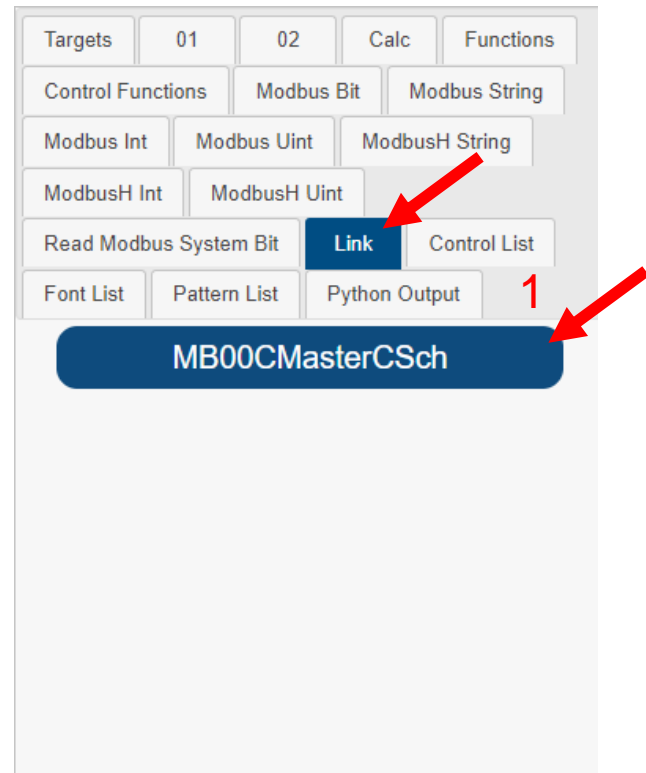 Targets 01 02 Calc Functions
Control Functions Modbus Bit Modbus String
Modbus Int Modbus Uint ModbusH String
ModbusH Int ModbusH Uint
Read Modbus System Bit Link Control List
Font List Pattern List Python Output 1
MB00CMasterCSch